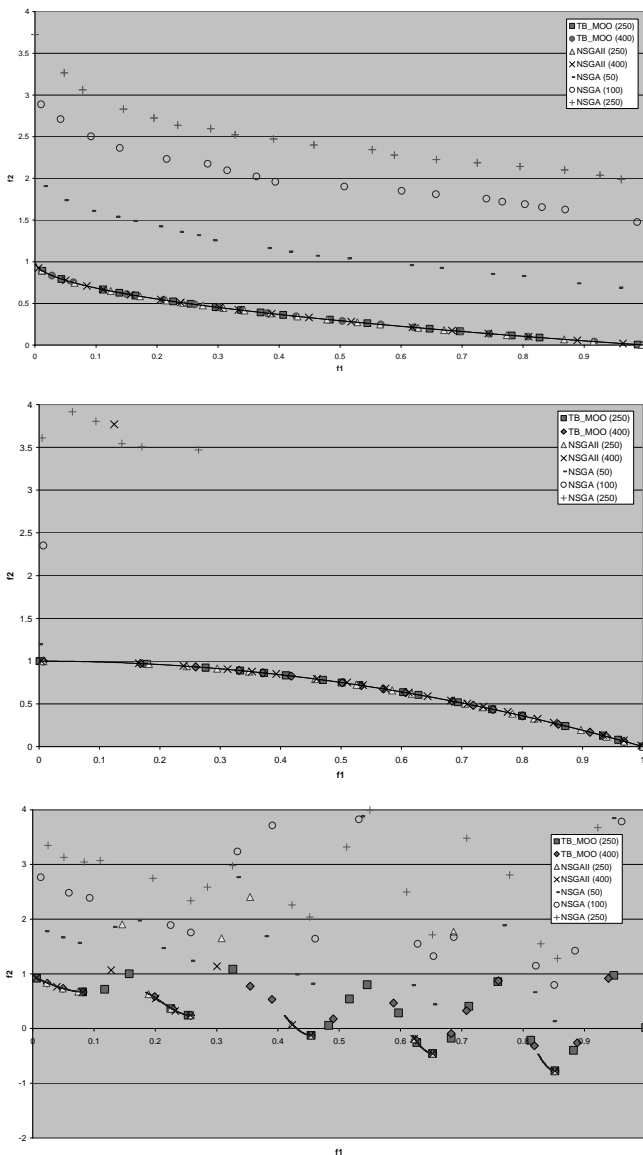 4
3.5
3
2.5
2
1.5
1
0.5
0
f2
0 0.1 0.2 0.3 0.4 0.5 0.6 0.7 0.8 0.9
f1
TB_MOO (250)
TB_MOO (400)
NSGAII (250)
NSGAII (400)
NSGA (50)
NSGA (100)
NSGA (250)
4
3.5
3
2.5
2
1.5
1
0.5
0
f2
0 0.1 0.2 0.3 0.4 0.5 0.6 0.7 0.8 0.9 1
f1
TB_MOO (250)
TB_MOO (400)
NSGAII (250)
NSGAII (400)
NSGA (50)
NSGA (100)
NSGA (250)
4
3
2
1
0
-1
-2
f2
0 0.1 0.2 0.3 0.4 0.5 0.6 0.7 0.8 0.9
f1
TB_MOO (250)
TB_MOO (400)
NSGAII (250)
NSGAII (400)
NSGA (50)
NSGA (100)
NSGA (250)